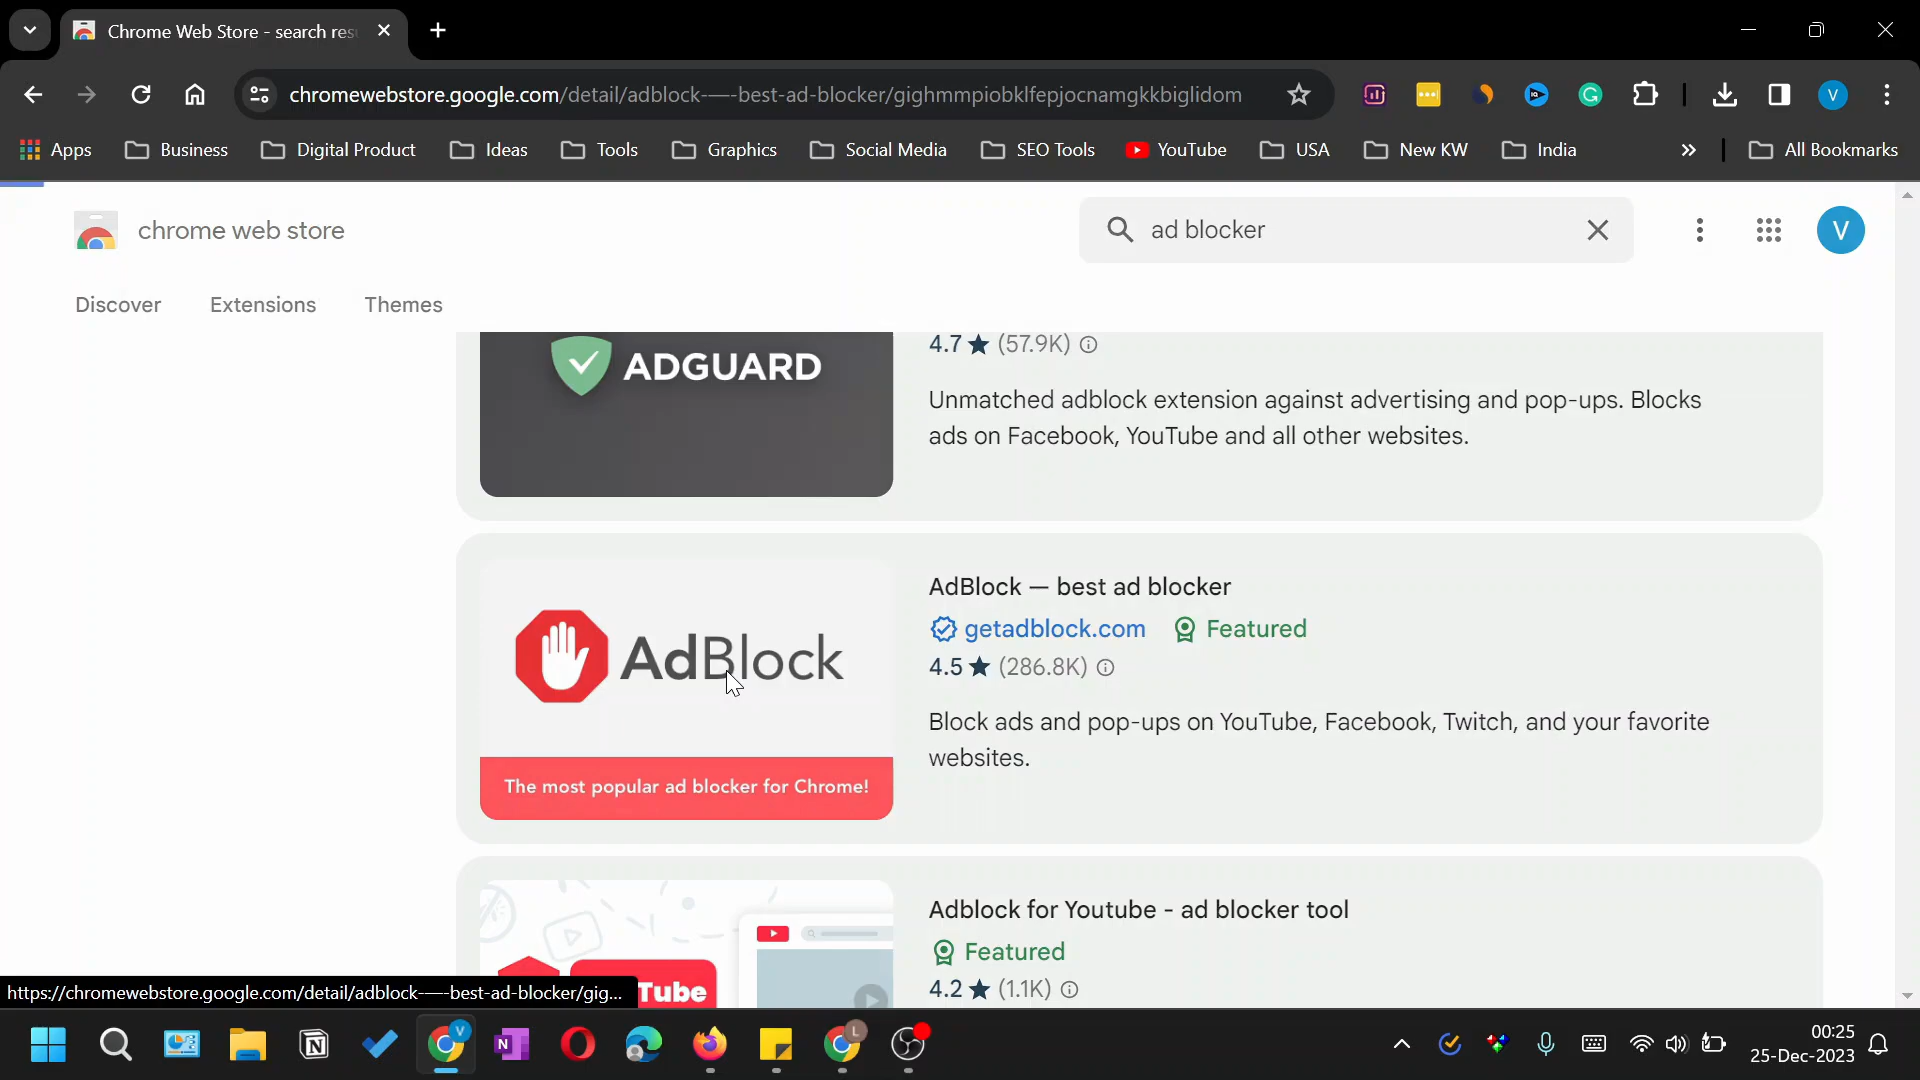 Chrome Web Store - search res
chromewebstore.google.com/detail/adblock-—-best-ad-blocker/gighmmpiobklfepjocnamgkkbiglidom
V
Apps
Business
Digital Product
Ideas
Tools
Graphics
Social Media
SEO Tools
YouTube
USA
New KW
India
»
All Bookmarks
chrome web store
ad blocker
V
Discover
Extensions
Themes
ADGUARD
4.7 ★ (57.9K)
Unmatched adblock extension against advertising and pop-ups. Blocks
ads on Facebook, YouTube and all other websites.
AdBlock
The most popular ad blocker for Chrome!
AdBlock — best ad blocker
getadblock.com
Featured
4.5 ★ (286.8K)
Block ads and pop-ups on YouTube, Facebook, Twitch, and your favorite
websites.
Tube
Adblock for Youtube - ad blocker tool
Featured
4.2 ★ (1.1K)
https://chromewebstore.google.com/detail/adblock-—-best-ad-blocker/gig...
V
L
00:25
25-Dec-2023